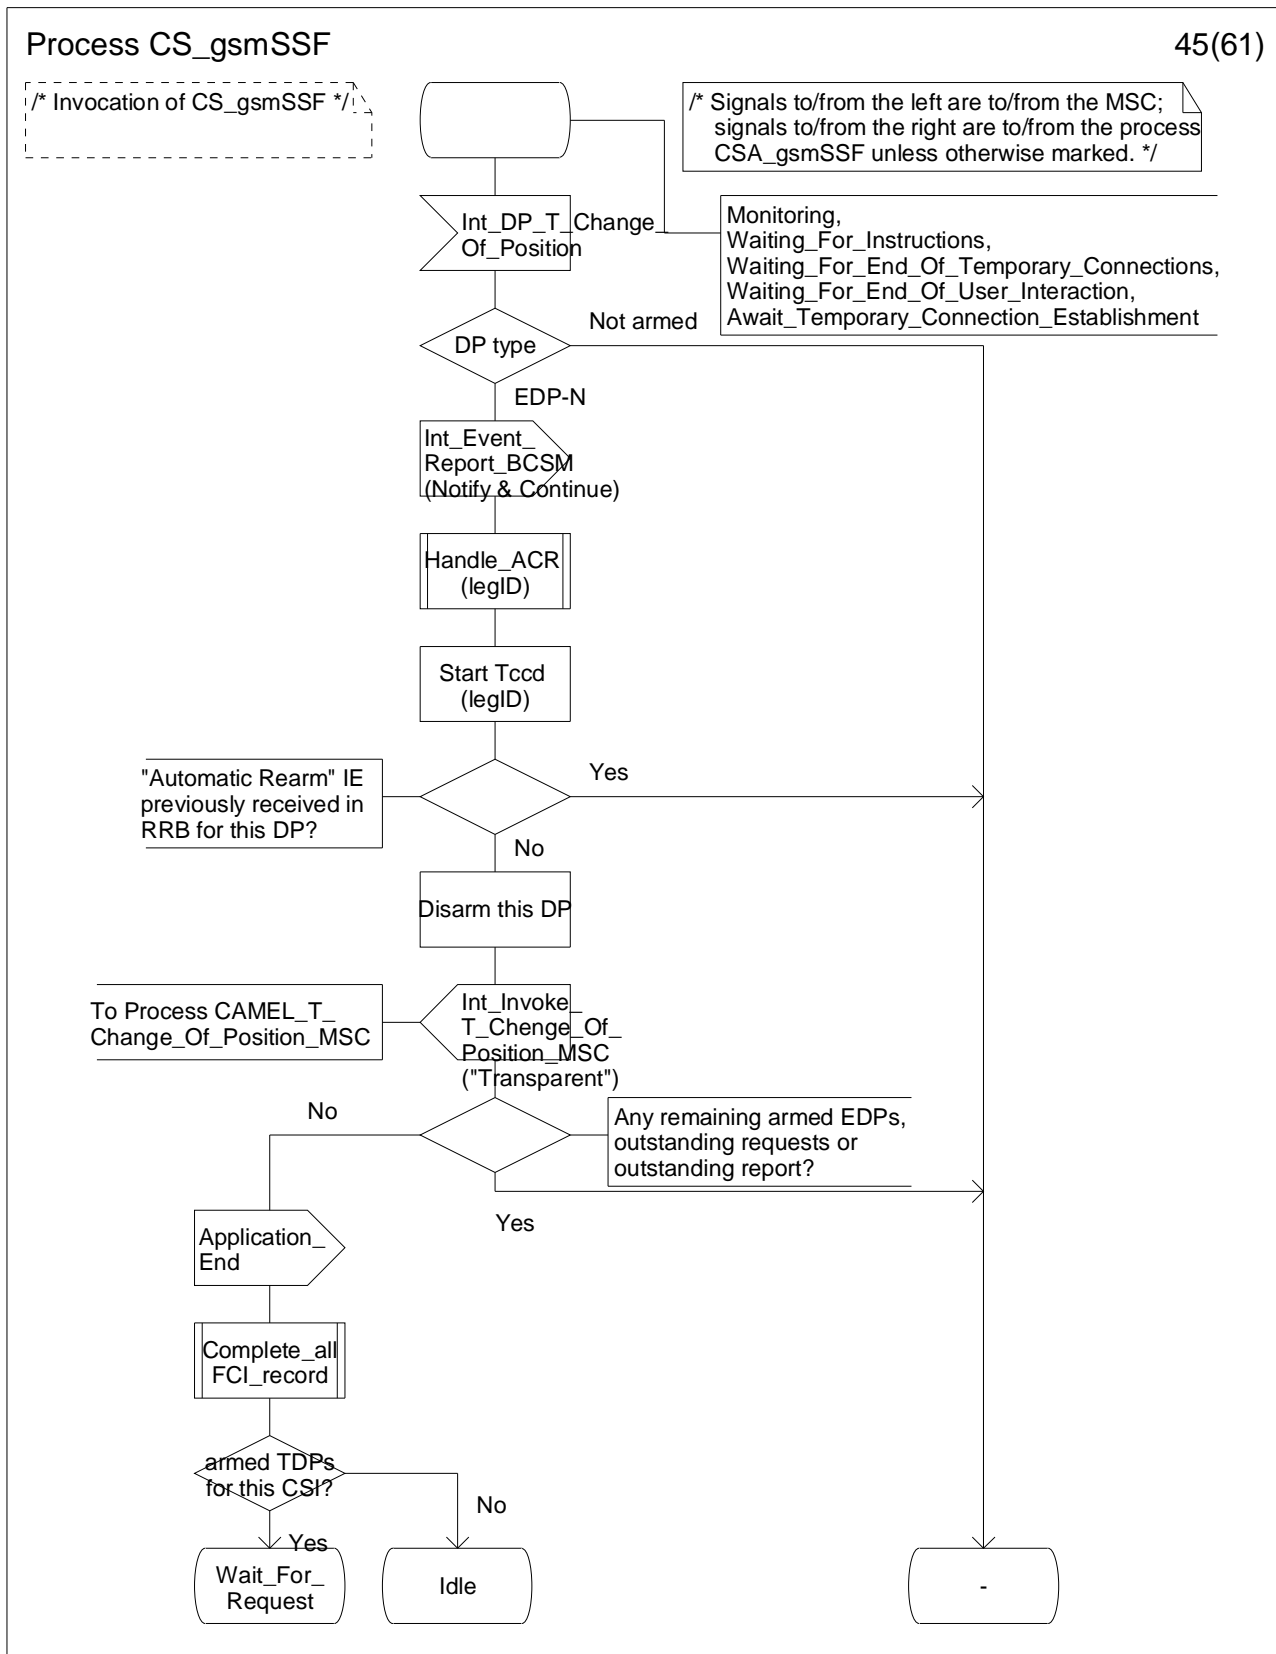 Process CS_gsmSSF
45(61)
/* Invocation of CS_gsmSSF */
/* Signals to/from the left are to/from the MSC;
signals to/from the right are to/from the process
CSA_gsmSSF unless otherwise marked. */
Int_DP_T_Change_
Of_Position
Monitoring,
Waiting_For_Instructions,
Waiting_For_End_Of_Temporary_Connections,
Waiting_For_End_Of_User_Interaction,
Await_Temporary_Connection_Establishment
DP type
Not armed
EDP-N
Int_Event_
Report_BCSM
(Notify & Continue)
Handle_ACR
(legID)
Start Tccd
(legID)
"Automatic Rearm" IE
previously received in
RRB for this DP?
Yes
No
Disarm this DP
To Process CAMEL_T_
Change_Of_Position_MSC
Int_Invoke_
T_Chenge_Of_
Position_MSC
("Transparent")
No
Any remaining armed EDPs,
outstanding requests or
outstanding report?
Yes
Application_
End
Complete_all
FCI_record
armed TDPs
for this CSI?
No
Yes
Wait_For_
Request
Idle
-